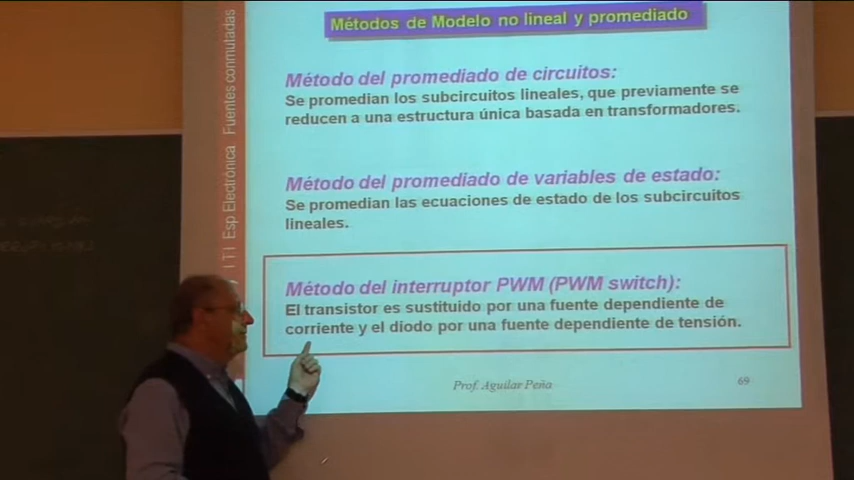 Métodos de Modelo no lineal y promediado
Método del promediado de circuitos:
Se promedian los subcircuitos lineales, que previamente se
reducen a una estructura única basada en transformadores.
Método del promediado de variables de estado:
Se promedian las ecuaciones de estado de los subcircuitos
lineales.
Método del interruptor PWM (PWM switch):
El transistor es sustituido por una fuente dependiente de
corriente y el diodo por una fuente dependiente de tensión.
Prof. Aguilar Peña
69
I T I Esp Electrónica Fuentes conmutadas